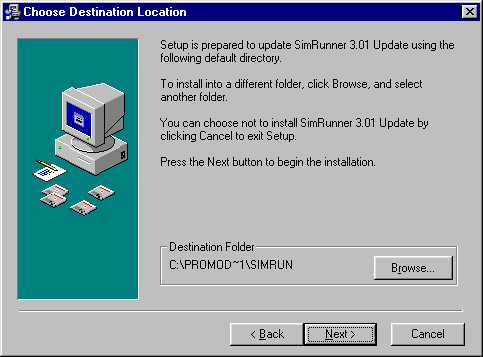 Choose Destination Location
Setup is prepared to update SimRunner 3.01 Update using the
following default directory.
To install into a different folder, click Browse, and select
another folder.
You can choose not to install SimRunner 3.01 Update by
clicking Cancel to exit Setup.
Press the Next button to begin the installation.
Destination Folder
C:\PROMOD~1\SIMRUN
Browse...
< Back
Next >
Cancel